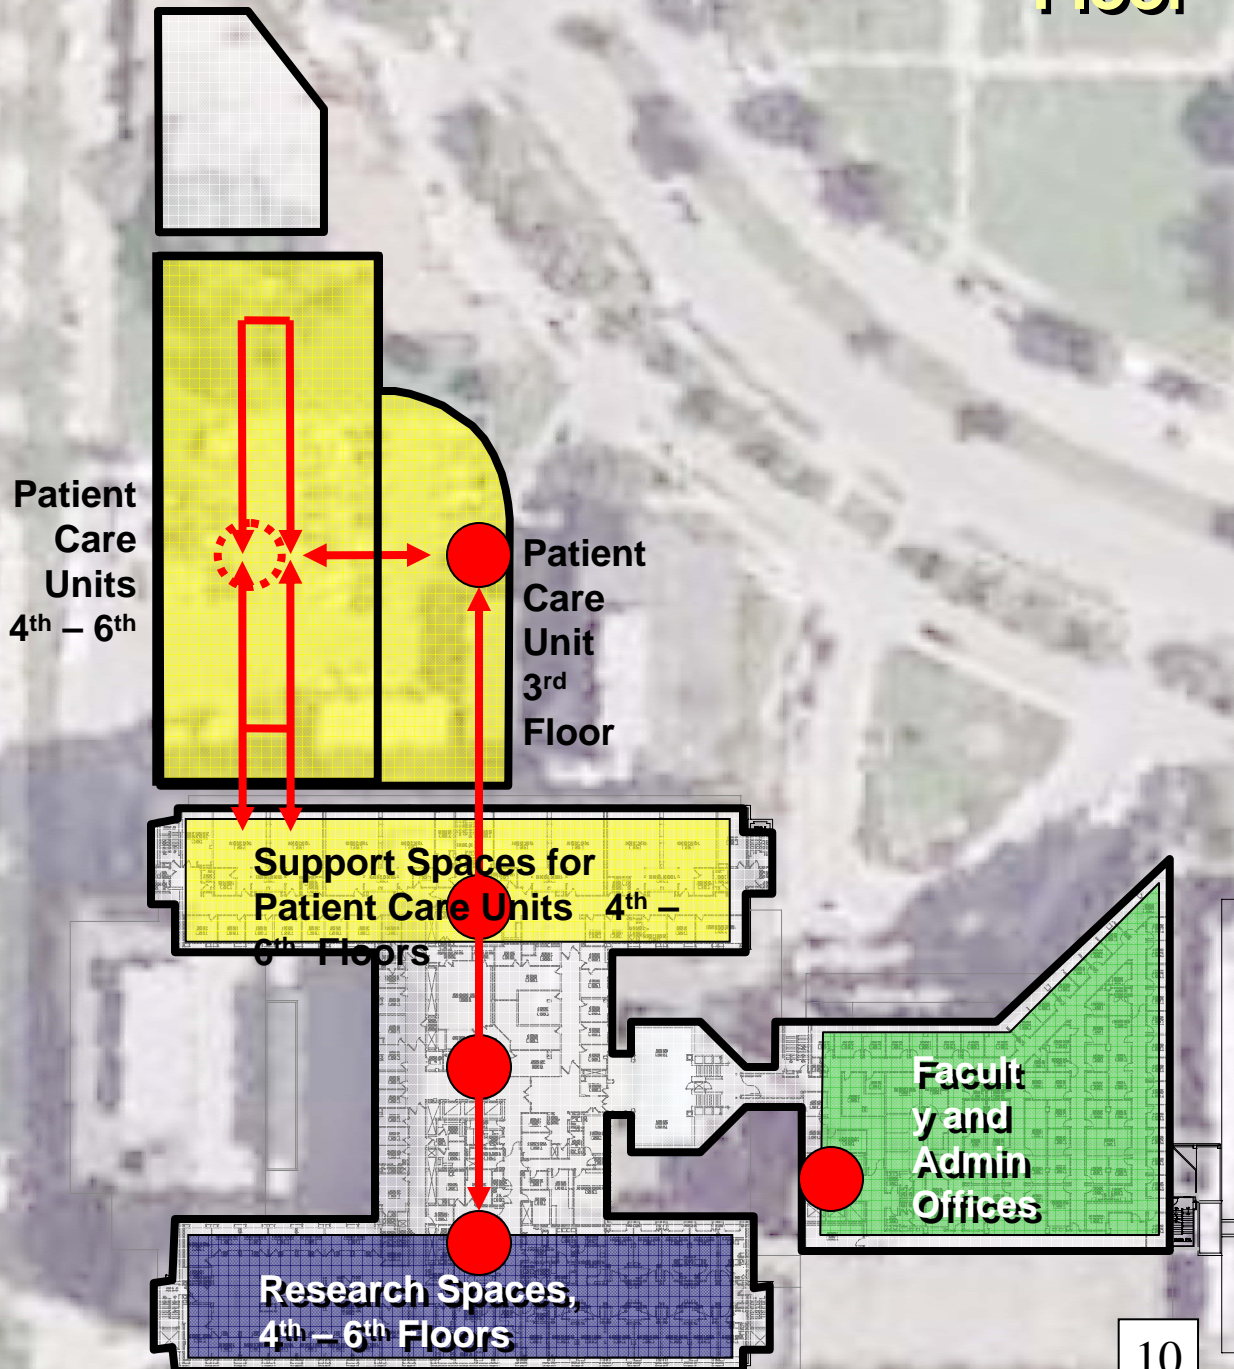 Floor
Patient
Care
Units
4th – 6th
Patient
Care
Unit
3rd
Floor
Support Spaces for
Patient Care Units 4th –
6th Floors
Facult
y and
Admin
Offices
Research Spaces,
4th – 6th Floors
10